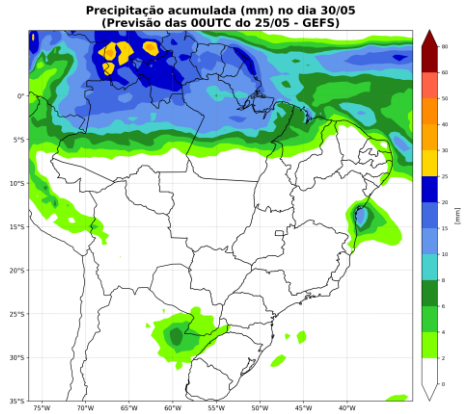 Precipitação acumulada (mm) no dia 30/05
(Previsão das 00UTC do 25/05 - GEFS)
80
60
50
40
30
25
20
15
10
8
6
4
2
0
[mm]
0°
5°S
10°S
15°S
20°S
25°S
30°S
35°S
75°W 70°W 65°W 60°W 55°W 50°W 45°W 40°W